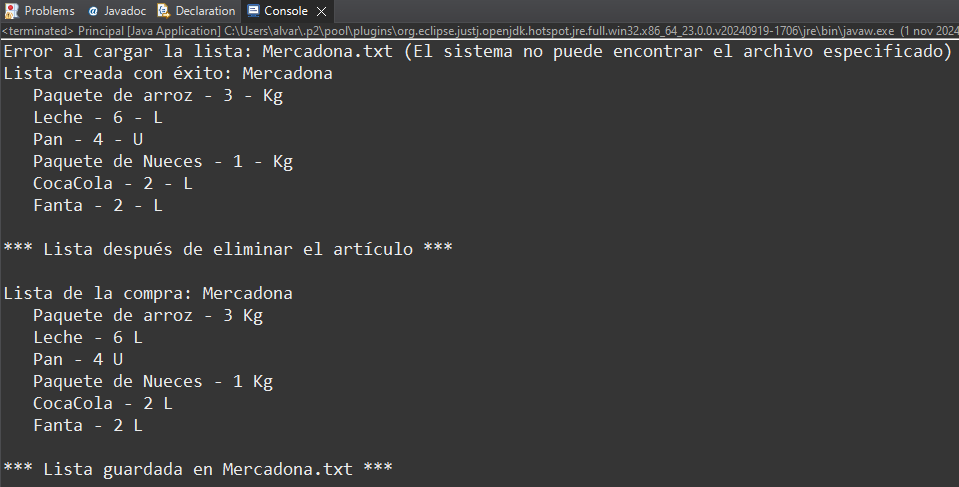 Problems @ Javadoc Declaration Console
<terminated> Principal [Java Application] C:\Users\alvar\.p2\pool\plugins\org.eclipse.justj.openjdk.hotspot.jre.full.win32.x86_64_23.0.0.v20240919-1706\jre\bin\javaw.exe (1 nov 2024
Error al cargar la lista: Mercadona.txt (El sistema no puede encontrar el archivo especificado)
Lista creada con éxito: Mercadona
   Paquete de arroz - 3 - Kg
   Leche - 6 - L
   Pan - 4 - U
   Paquete de Nueces - 1 - Kg
   CocaCola - 2 - L
   Fanta - 2 - L
*** Lista después de eliminar el artículo ***
Lista de la compra: Mercadona
   Paquete de arroz - 3 Kg
   Leche - 6 L
   Pan - 4 U
   Paquete de Nueces - 1 Kg
   CocaCola - 2 L
   Fanta - 2 L
*** Lista guardada en Mercadona.txt ***